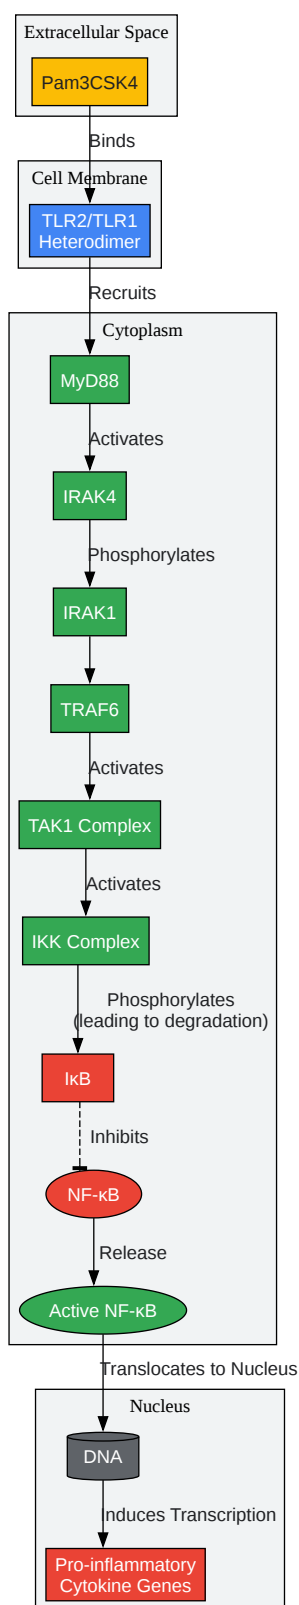 Extracellular Space
Pam3CSK4
Binds
Cell Membrane
TLR2/TLR1
Heterodimer
Recruits
Cytoplasm
MyD88
Activates
IRAK4
Phosphorylates
IRAK1
TRAF6
Activates
TAK1 Complex
Activates
IKK Complex
Phosphorylates
(leading to degradation)
IκB
Inhibits
NF-κB
Release
Active NF-κB
Translocates to Nucleus
Nucleus
DNA
Induces Transcription
Pro-inflammatory
Cytokine Genes